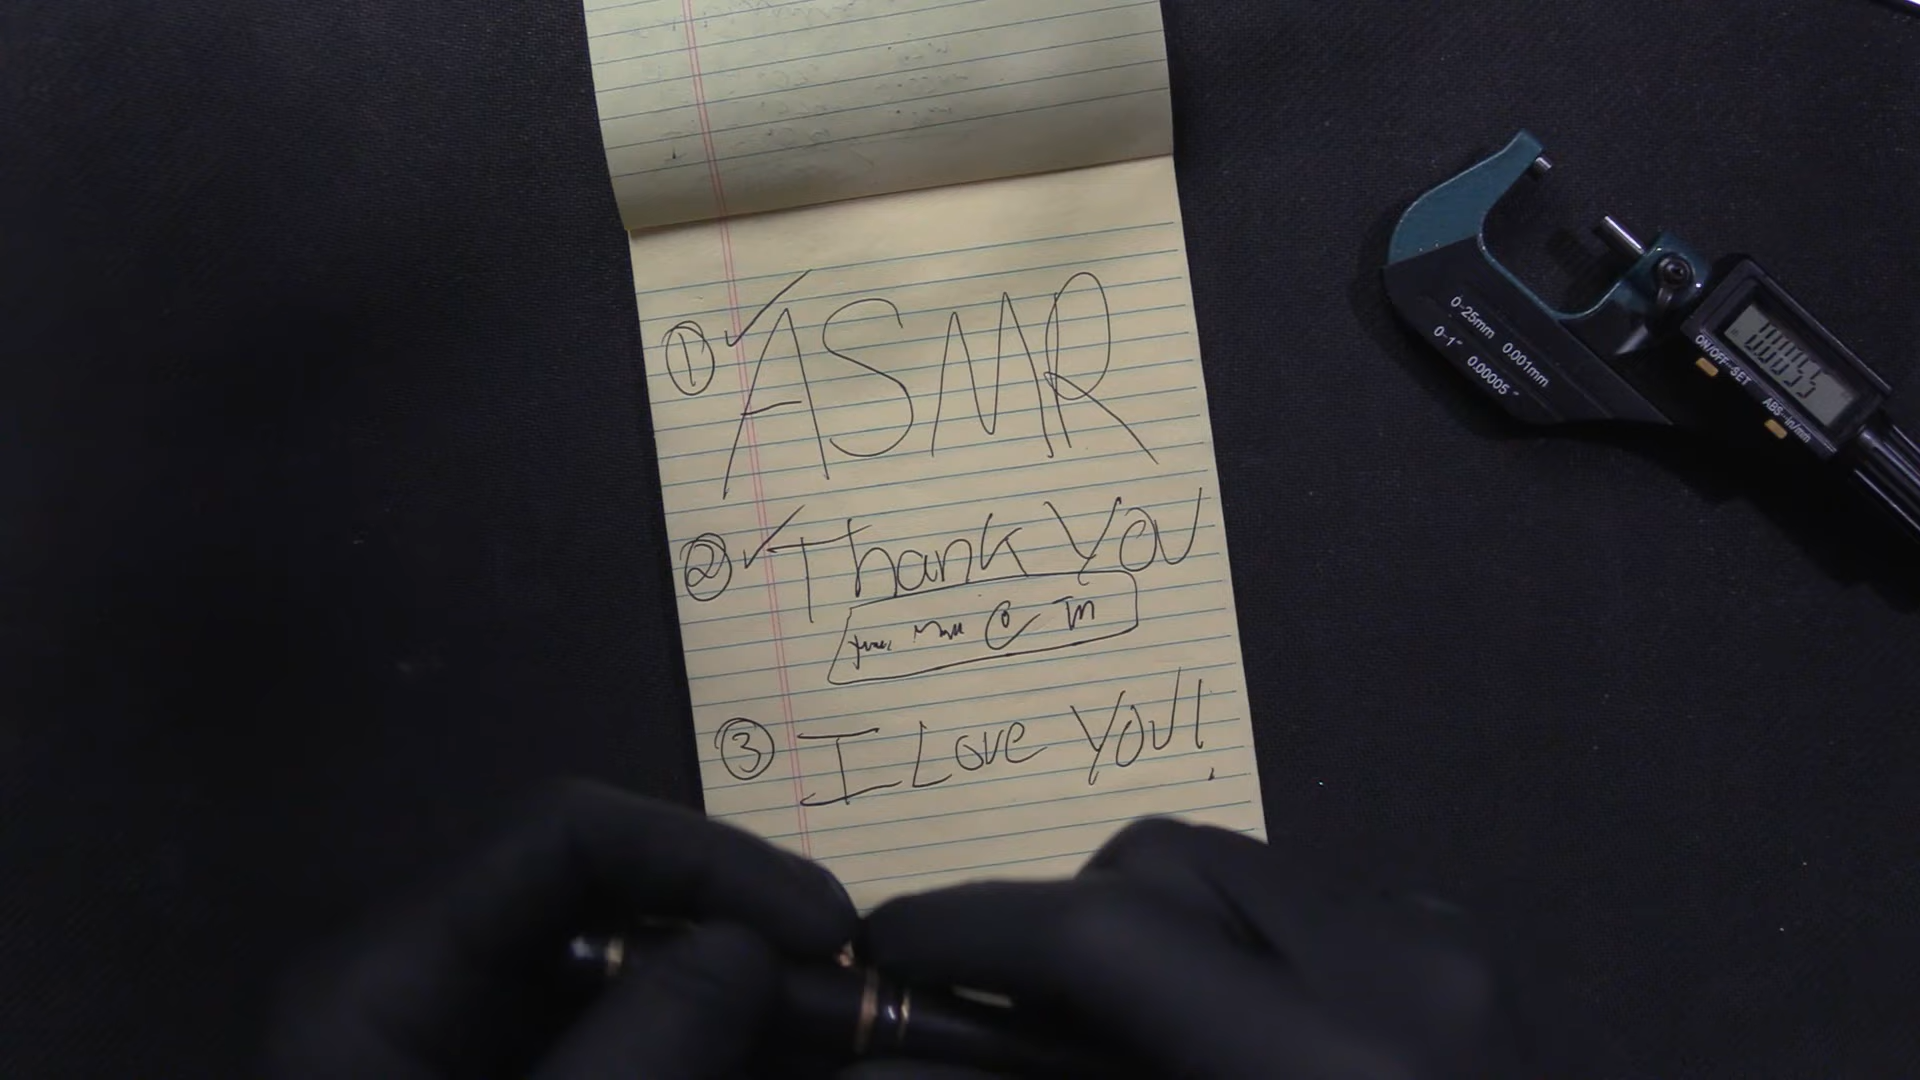 ① ✓ ASMR
② ✓ Thank You
③ I Love You!
0-25mm 0.001mm
0-1" 0.00005"
ON/OFF SET
ABS in/mm